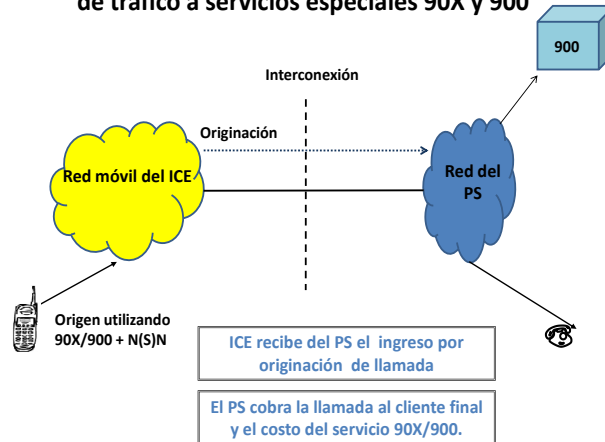 de tráfico a servicios especiales 90X y 900
900
Interconexión
Originación
Red móvil del ICE
Red del
PS
Origen utilizando
90X/900 + N(S)N
ICE recibe del PS el ingreso por
originación de llamada
El PS cobra la llamada al cliente final
y el costo del servicio 90X/900.